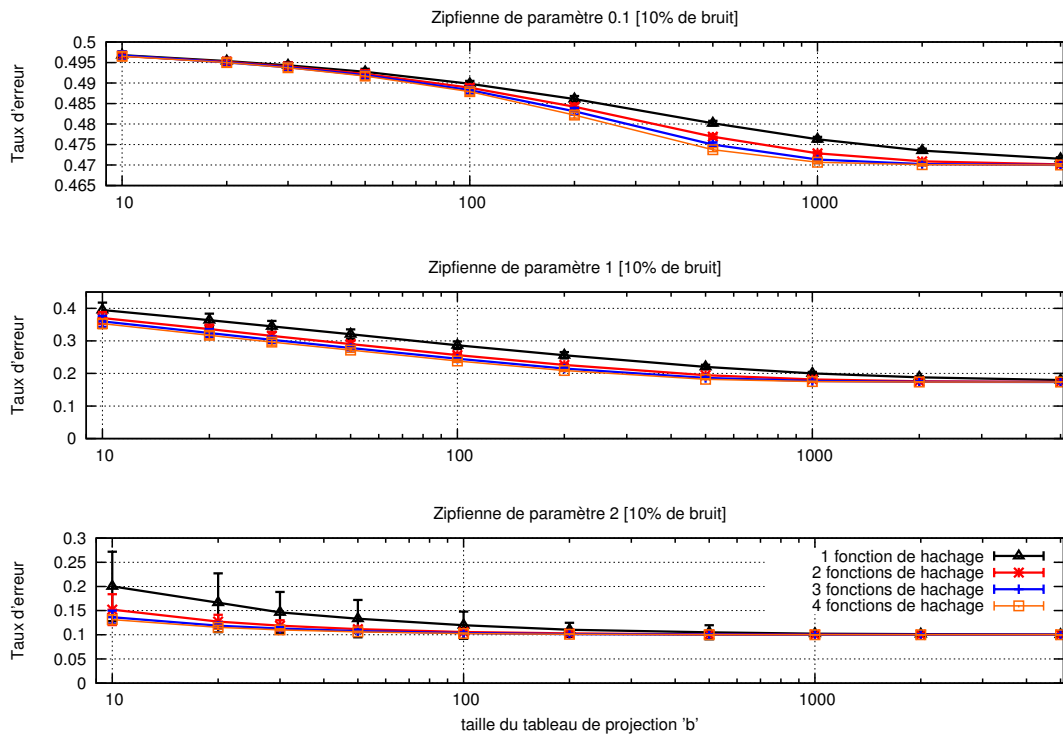 Zipfienne de paramètre 0.1 [10% de bruit]
Taux d'erreur
0.5
0.495
0.49
0.485
0.48
0.475
0.47
0.465
10 100 1000
Zipfienne de paramètre 1 [10% de bruit]
Taux d'erreur
0.4
0.3
0.2
0.1
0
10 100 1000
Zipfienne de paramètre 2 [10% de bruit]
Taux d'erreur
0.3
0.25
0.2
0.15
0.1
0.05
0
1 fonction de hachage
2 fonctions de hachage
3 fonctions de hachage
4 fonctions de hachage
10 100 1000
taille du tableau de projection 'b'